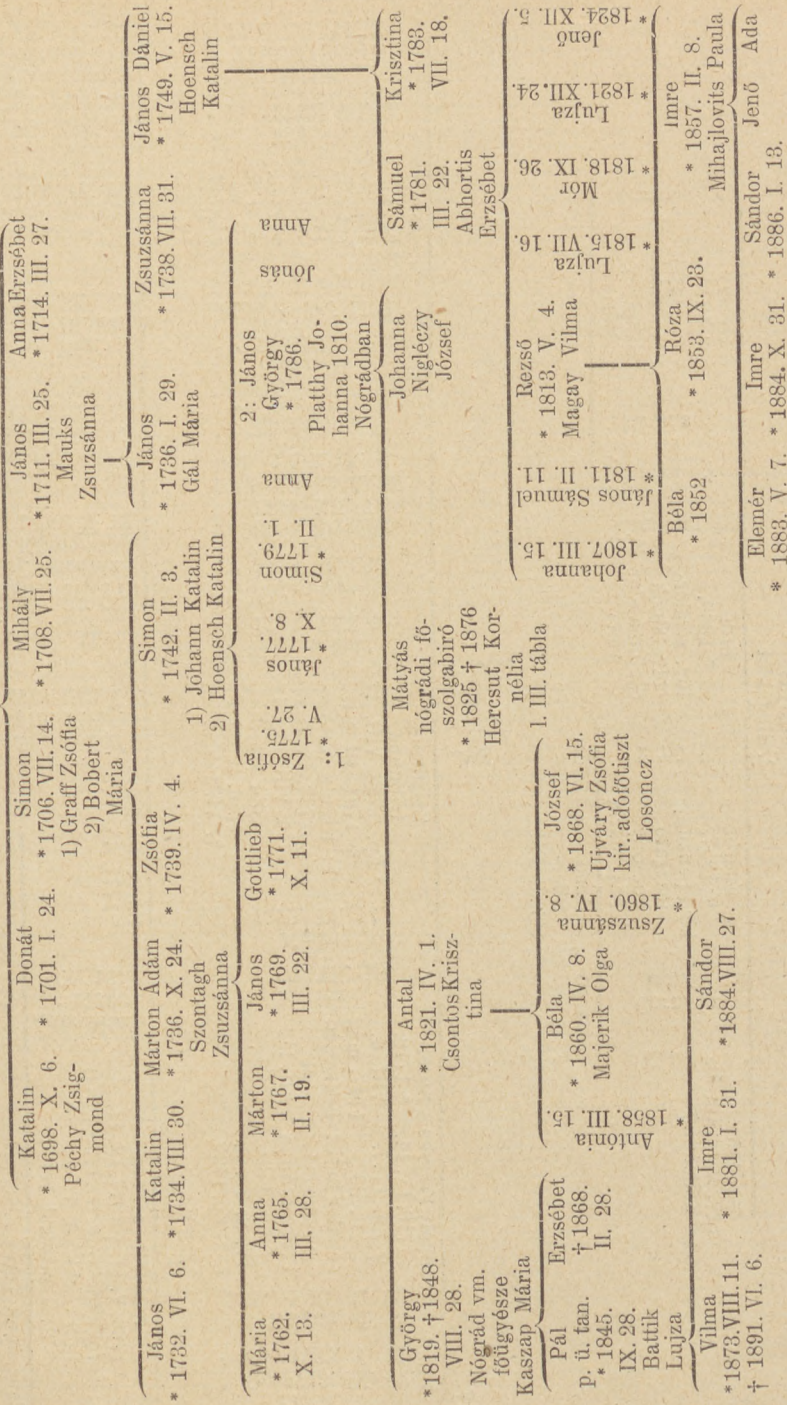 Katalin
* 1698. X. 6.
Péchy Zsig-
mond
Donát
* 1701. I. 24.
Simon
* 1706. VII. 14.
1) Graff Zsófia
2) Bobert
Mária
Mihály
* 1708. VII. 25.
János
* 1711. III. 25.
Mauks
Zsuzsánna
Anna Erzsébet
* 1714. III. 27.
János
* 1732. VI. 6.
Katalin
* 1734. VIII 30.
Márton Ádám
* 1736. X. 24.
Szontagh
Zsuzsánna
Zsófia
* 1739. IV. 4.
Simon
* 1742. II. 3.
1) Johann Katalin
2) Hoensch Katalin
János
* 1736. I. 29.
Gál Mária
Zsuzsánna
* 1738. VII. 31.
János Dániel
* 1749. V. 15.
Hoensch
Katalin
Mária
* 1762.
X. 13.
Anna
* 1765.
III. 28.
Márton
* 1767.
II. 19.
János
* 1769.
III. 22.
Gottlieb
* 1771.
X. 11.
1: Zsófia
* 1775.
V. 27.
János
* 1777.
X. 8.
Simon
* 1779.
II. 1.
Anna
2: János
György
* 1786.
Platthy Jo-
hanna 1810.
Nógrádban
Jónás
Anna
Sámuel
* 1781.
III. 22.
Abhortis
Erzsébet
Krisztina
* 1783.
VII. 18.
György
* 1819. † 1848.
VIII. 28.
Nógrád vm.
főügyésze
Kaszap Mária
Antal
* 1821. IV. 1.
Csontos Krisz-
tina
Mátyás
nógrádi fő-
szolgabiró
* 1825 † 1876
Hercsut Kor-
nélia
l. III. tábla
Johanna
Nigléczy
József
Johanna
* 1807. III. 15.
János Sámuel
* 1811. II. 11.
Rezső
* 1813. V. 4.
Magay Vilma
Lujza
* 1815. VII. 16.
Mór
* 1818. IX. 26.
Lujza
* 1821. XII. 24.
Jenő
* 1824. XII. 5.
Pál
p. ü. tan.
* 1845.
IX. 28.
Battik
Lujza
Erzsébet
† 1868.
II. 28.
Antónia
* 1858. III. 15.
Béla
* 1860. IV. 8.
Majerik Olga
Zsuzsánna
* 1860. IV. 8.
József
* 1868. VI. 15.
Ujváry Zsófia
kir. adófőtiszt
Losoncz
Béla
* 1852
Róza
* 1853. IX. 23.
Imre
* 1857. II. 8.
Mihajlovits Paula
Vilma
* 1873. VIII. 11.
† 1891. VI. 6.
Imre
* 1881. I. 31.
Sándor
* 1884. VIII. 27.
Elemér
* 1883. V. 7.
Imre
* 1884. X. 31.
Sándor
* 1886. I. 13.
Jenő
Ada